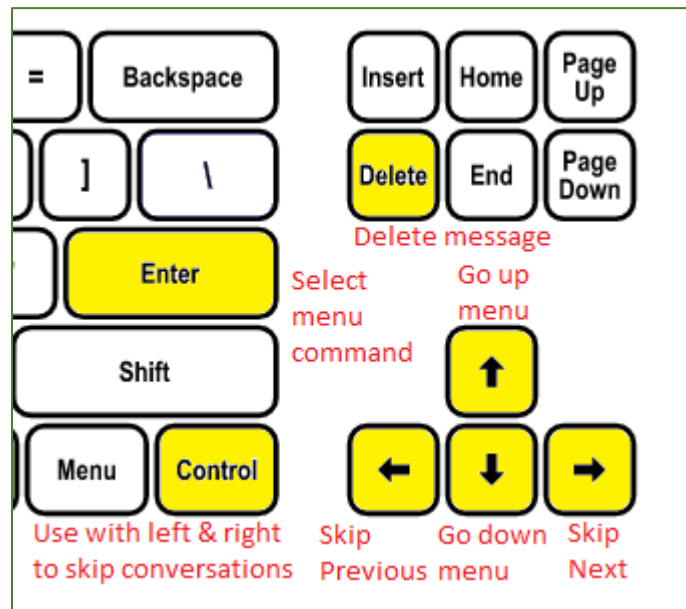 =
Backspace
Insert
Home
Page
Up
]
\
Delete
End
Page
Down
Delete message
Enter
Select
menu
command
Go up
menu
Shift
↑
Menu
Control
←
↓
→
Use with left & right
to skip conversations
Skip
Previous
Go down
menu
Skip
Next